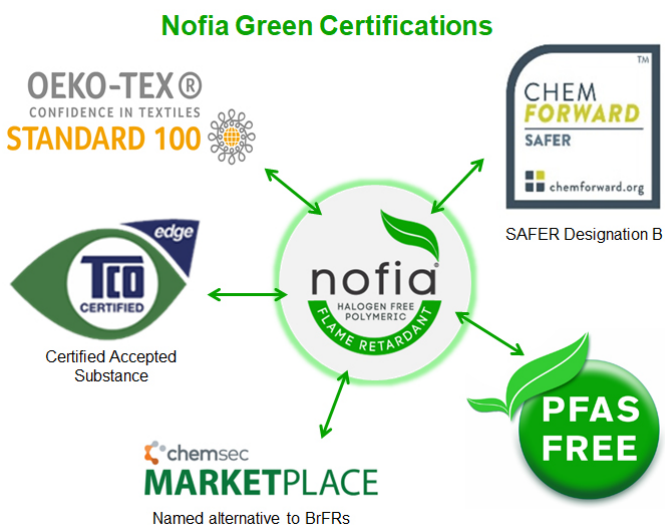 Nofia Green Certifications
OEKO-TEX®
CONFIDENCE IN TEXTILES
STANDARD 100
TM
CHEM
FORWARD
SAFER
chemforward.org
SAFER Designation B
edge
TCO
CERTIFIED
Certified Accepted
Substance
nofia®
HALOGEN FREE
POLYMERIC
FLAME RETARDANT
PFAS
FREE
chemsec
MARKETPLACE
Named alternative to BrFRs